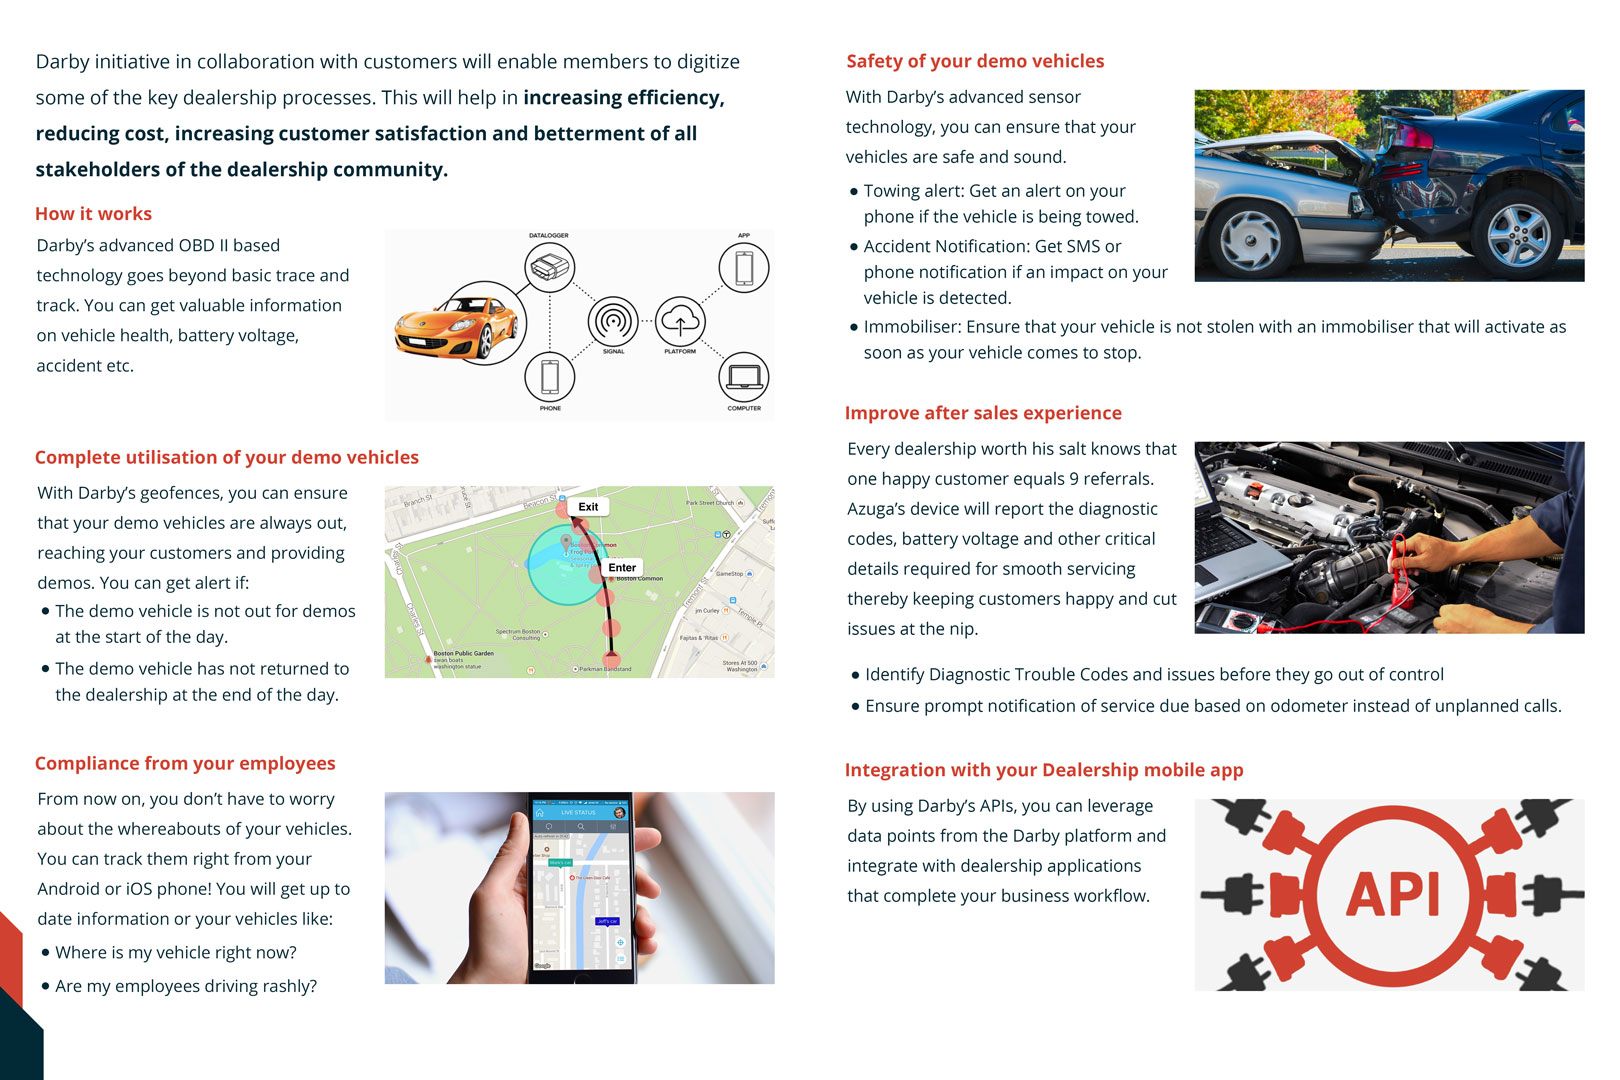 Darby initiative in collaboration with customers will enable members to digitize
some of the key dealership processes. This will help in increasing efficiency,
reducing cost, increasing customer satisfaction and betterment of all
stakeholders of the dealership community.
How it works
Darby’s advanced OBD II based
technology goes beyond basic trace and
track. You can get valuable information
on vehicle health, battery voltage,
accident etc.
DATALOGGER
APP
SIGNAL
PLATFORM
PHONE
COMPUTER
Complete utilisation of your demo vehicles
With Darby’s geofences, you can ensure
that your demo vehicles are always out,
reaching your customers and providing
demos. You can get alert if:
● The demo vehicle is not out for demos
at the start of the day.
● The demo vehicle has not returned to
the dealership at the end of the day.
Branch St
Beacon St
Park Street Church
Exit
Enter
Boston Common
GameStop
Charles St
Charles St
Tremont St
jm Curley
Temple Pl
Fajitas & 'Ritas
Spectrum Boston
Consulting
Boston Public Garden
swan boats
washington statue
Parkman Bandstand
Stores At 500
Washington
Compliance from your employees
From now on, you don’t have to worry
about the whereabouts of your vehicles.
You can track them right from your
Android or iOS phone! You will get up to
date information or your vehicles like:
● Where is my vehicle right now?
● Are my employees driving rashly?
LIVE STATUS
The Clean Slate Cafe
Jeff's car
Google
Safety of your demo vehicles
With Darby’s advanced sensor
technology, you can ensure that your
vehicles are safe and sound.
● Towing alert: Get an alert on your
phone if the vehicle is being towed.
● Accident Notification: Get SMS or
phone notification if an impact on your
vehicle is detected.
● Immobiliser: Ensure that your vehicle is not stolen with an immobiliser that will activate as
soon as your vehicle comes to stop.
Improve after sales experience
Every dealership worth his salt knows that
one happy customer equals 9 referrals.
Azuga’s device will report the diagnostic
codes, battery voltage and other critical
details required for smooth servicing
thereby keeping customers happy and cut
issues at the nip.
● Identify Diagnostic Trouble Codes and issues before they go out of control
● Ensure prompt notification of service due based on odometer instead of unplanned calls.
Integration with your Dealership mobile app
By using Darby’s APIs, you can leverage
data points from the Darby platform and
integrate with dealership applications
that complete your business workflow.
API